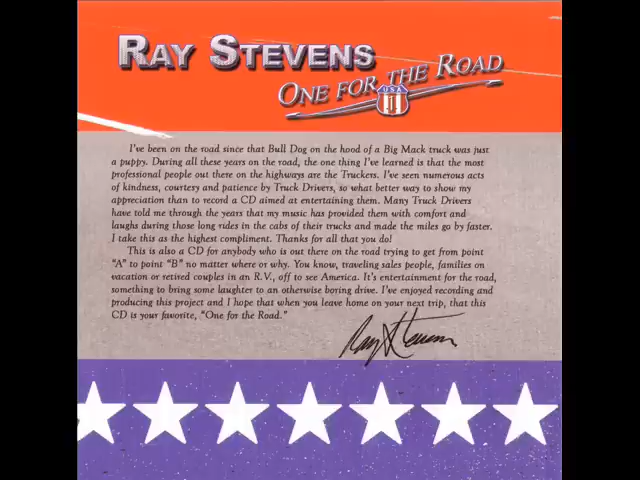 RAY STEVENS
ONE FOR THE ROAD
USA
I've been on the road since that Bull Dog on the hood of a Big Mack truck was just
a puppy. During all these years on the road, the one thing I've learned is that the most
professional people out there on the highways are the Truckers. I've seen numerous acts
of kindness, courtesy and patience by Truck Drivers, so what better way to show my
appreciation than to record a CD aimed at entertaining them. Many Truck Drivers
have told me through the years that my music has provided them with comfort and
laughs during those long rides in the cabs of their trucks and made the miles go by faster.
I take this as the highest compliment. Thanks for all that you do!
This is also a CD for anybody who is out there on the road trying to get from point
"A" to point "B" no matter where or why. You know, traveling sales people, families on
vacation or retired couples in an R.V., off to see America. It's entertainment for the road,
something to bring some laughter to an otherwise boring drive. I've enjoyed recording and
producing this project and I hope that when you leave home on your next trip, that this
CD is your favorite, "One for the Road."
Ray Stevens